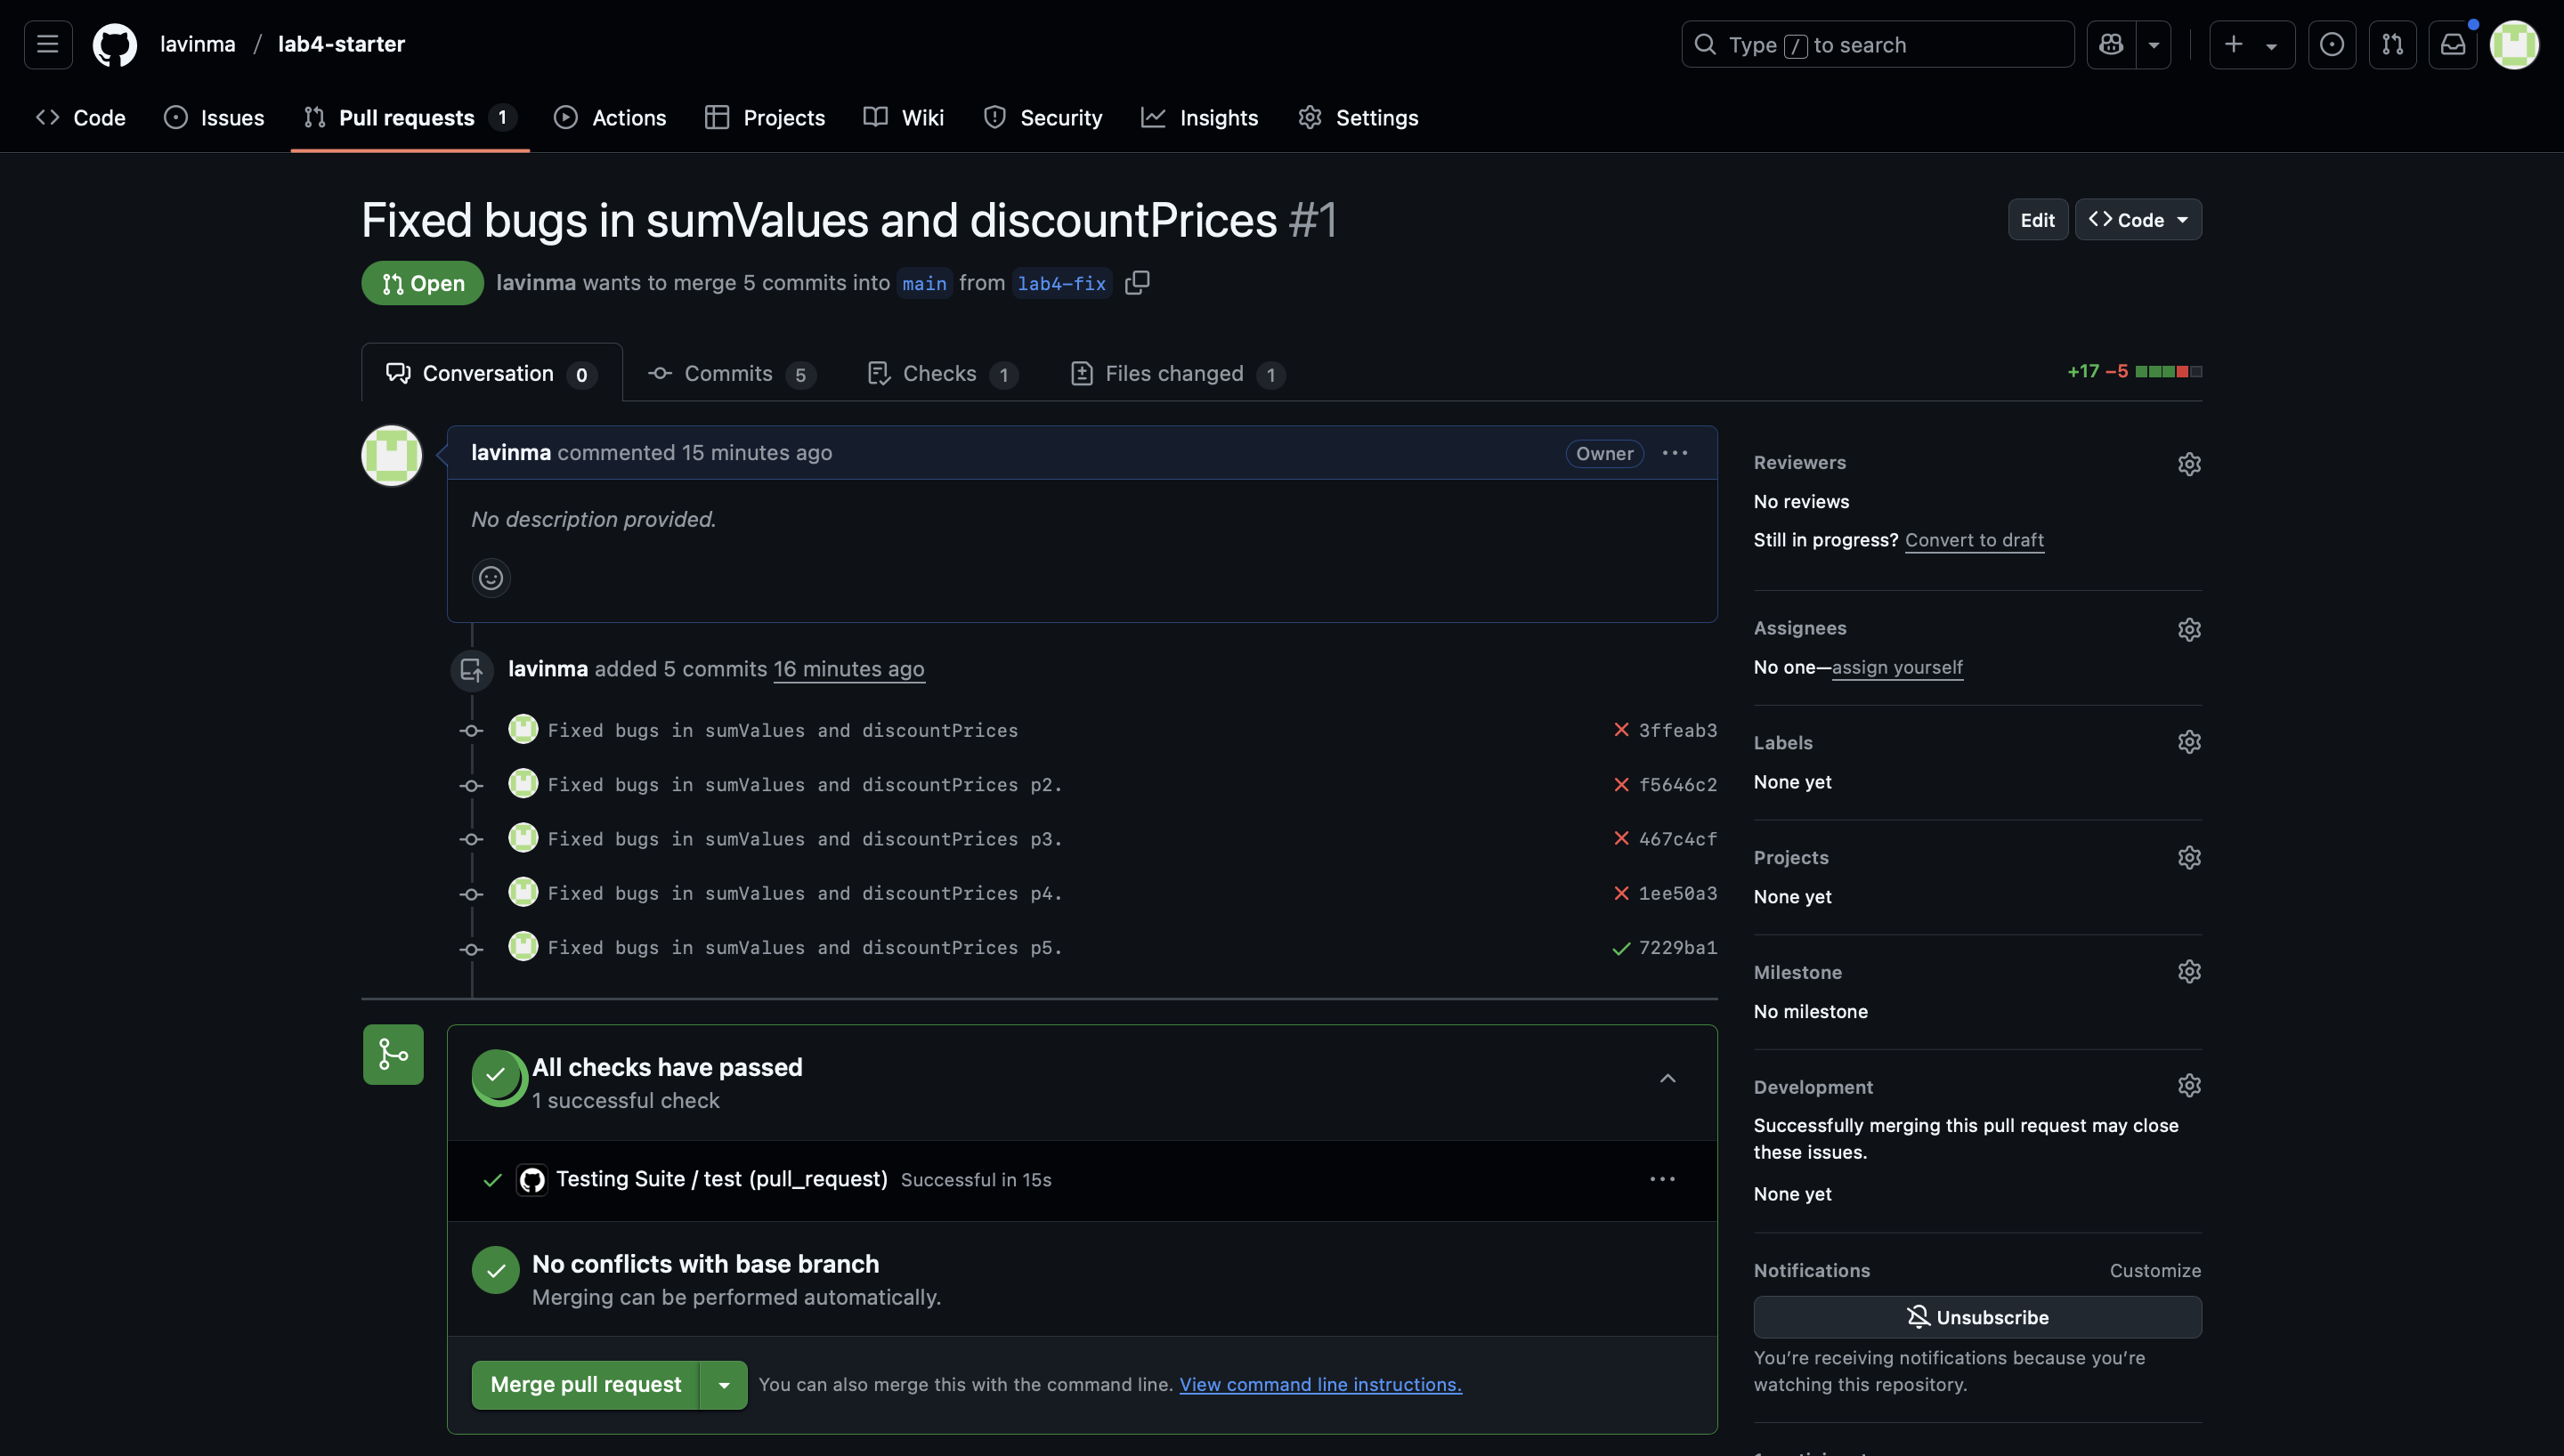 lavinma / lab4-starter
Type / to search
Code Issues Pull requests 1 Actions Projects Wiki Security Insights Settings
Fixed bugs in sumValues and discountPrices #1
Edit Code
Open lavinma wants to merge 5 commits into main from lab4-fix
Conversation 0 Commits 5 Checks 1 Files changed 1
+17 −5
lavinma commented 15 minutes ago Owner
No description provided.
lavinma added 5 commits 16 minutes ago
Fixed bugs in sumValues and discountPrices 3ffeab3
Fixed bugs in sumValues and discountPrices p2. f5646c2
Fixed bugs in sumValues and discountPrices p3. 467c4cf
Fixed bugs in sumValues and discountPrices p4. 1ee50a3
Fixed bugs in sumValues and discountPrices p5. 7229ba1
All checks have passed
1 successful check
Testing Suite / test (pull_request) Successful in 15s
No conflicts with base branch
Merging can be performed automatically.
Merge pull request You can also merge this with the command line. View command line instructions.
Reviewers
No reviews
Still in progress? Convert to draft
Assignees
No one—assign yourself
Labels
None yet
Projects
None yet
Milestone
No milestone
Development
Successfully merging this pull request may close
these issues.
None yet
Notifications Customize
Unsubscribe
You're receiving notifications because you're
watching this repository.